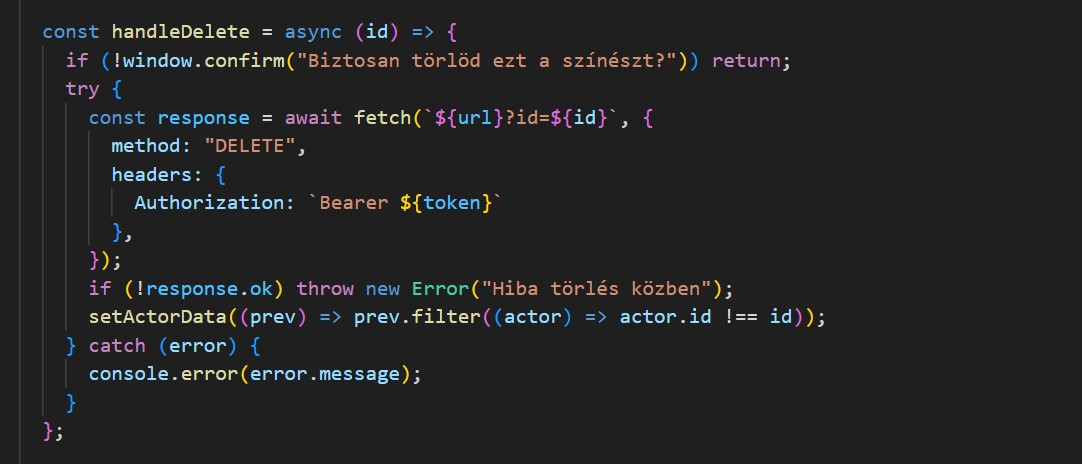 const handleDelete = async (id) => {
if (!window.confirm("Biztosan törlöd ezt a színészt?")) return;
try {
const response = await fetch(`${url}?id=${id}`, {
method: "DELETE",
headers: {
Authorization: `Bearer ${token}`
},
});
if (!response.ok) throw new Error("Hiba törlés közben");
setActorData((prev) => prev.filter((actor) => actor.id !== id));
} catch (error) {
console.error(error.message);
}
};